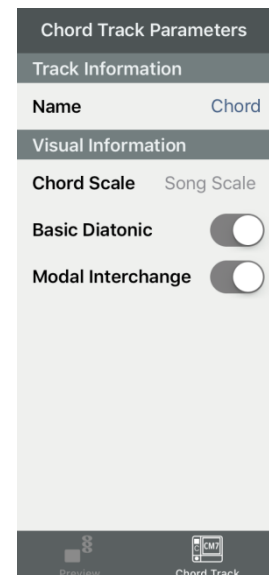 Chord Track Parameters
Track Information
Name Chord
Visual Information
Chord Scale Song Scale
Basic Diatonic
Modal Interchange
CM7
Preview Chord Track